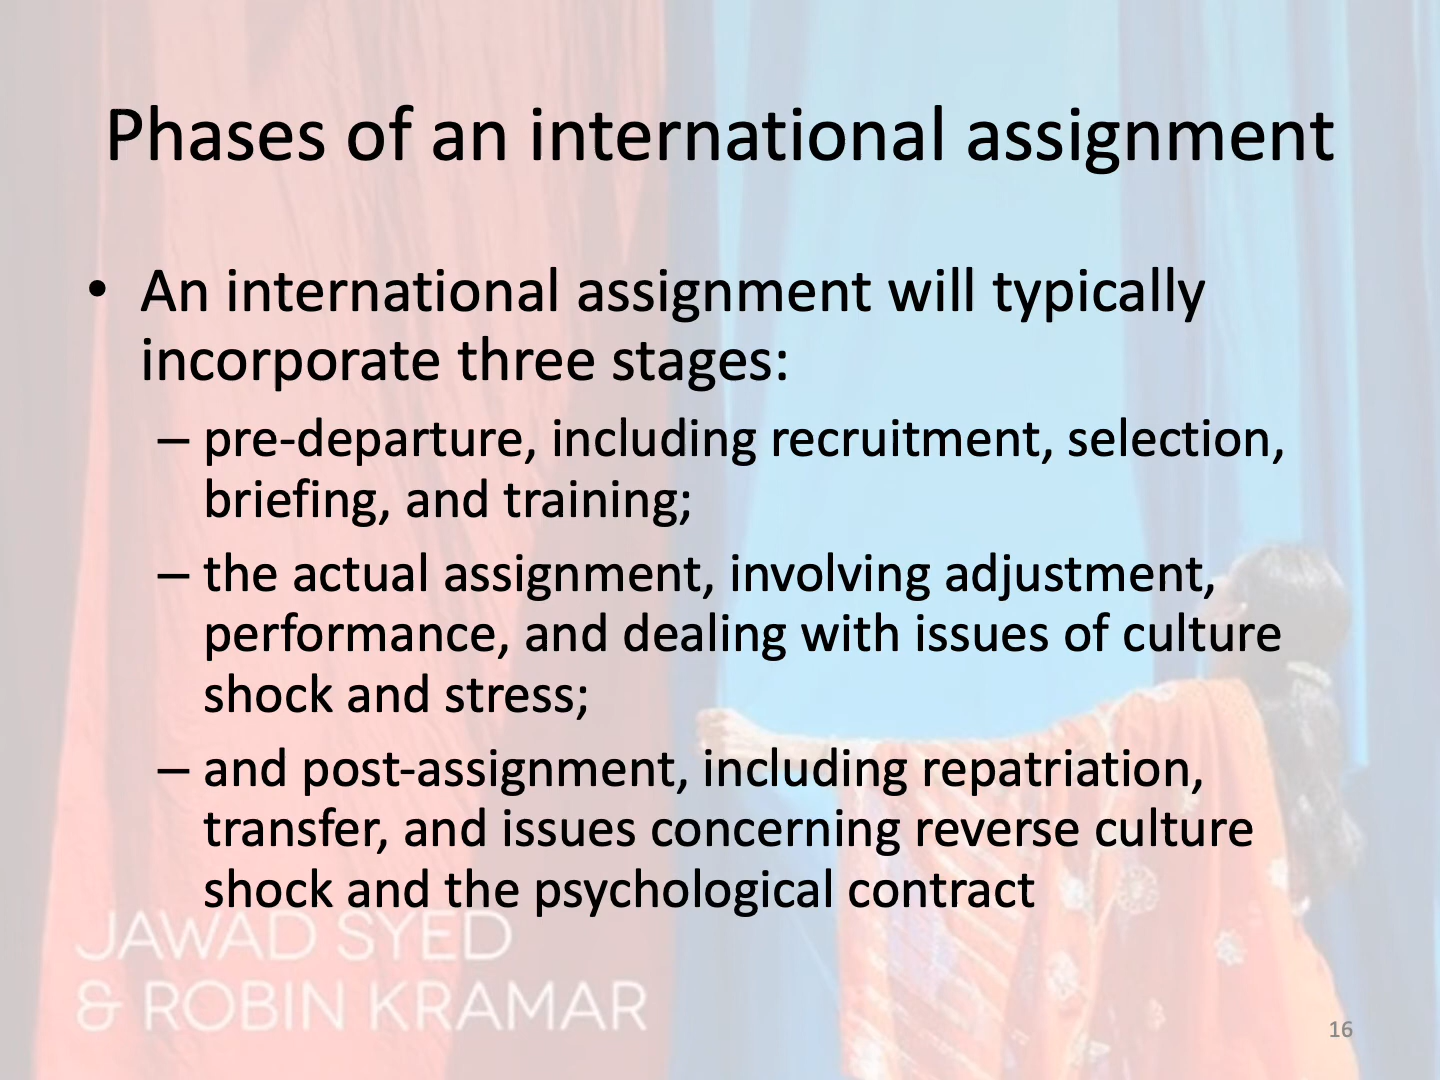 Phases of an international assignment
• An international assignment will typically
incorporate three stages:
– pre-departure, including recruitment, selection,
briefing, and training;
– the actual assignment, involving adjustment,
performance, and dealing with issues of culture
shock and stress;
– and post-assignment, including repatriation,
transfer, and issues concerning reverse culture
shock and the psychological contract
JAWAD SYED
& ROBIN KRAMAR
16